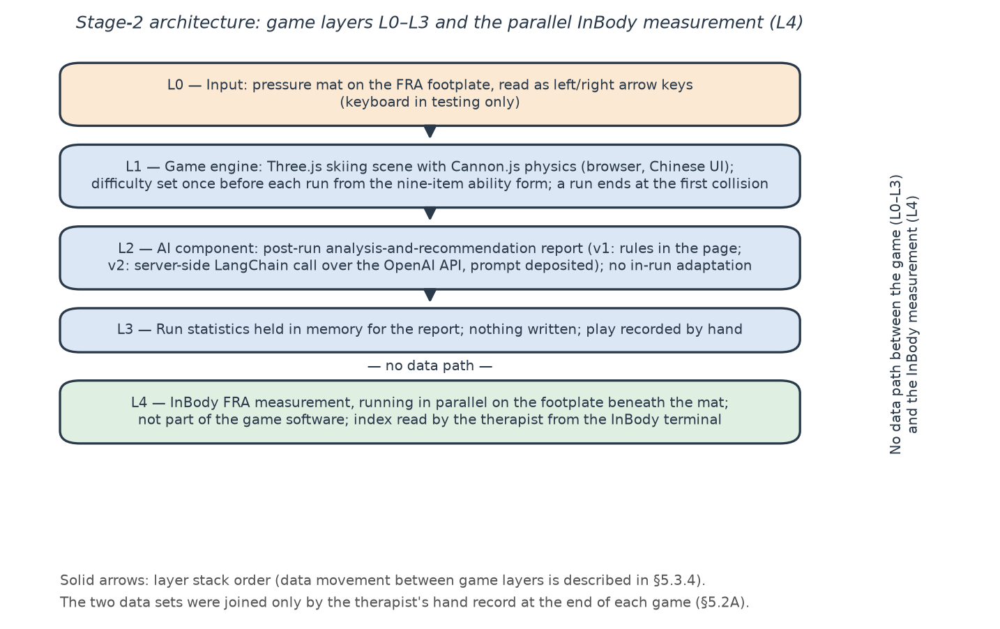 Stage-2 architecture: game layers L0–L3 and the parallel InBody measurement (L4)
L0 — Input: pressure mat on the FRA footplate, read as left/right arrow keys
(keyboard in testing only)
L1 — Game engine: Three.js skiing scene with Cannon.js physics (browser, Chinese UI);
difficulty set once before each run from the nine-item ability form; a run ends at the first collision
L2 — AI component: post-run analysis-and-recommendation report (v1: rules in the page;
v2: server-side LangChain call over the OpenAI API, prompt deposited); no in-run adaptation
L3 — Run statistics held in memory for the report; nothing written; play recorded by hand
— no data path —
L4 — InBody FRA measurement, running in parallel on the footplate beneath the mat;
not part of the game software; index read by the therapist from the InBody terminal
No data path between the game (L0–L3)
and the InBody measurement (L4)
Solid arrows: layer stack order (data movement between game layers is described in §5.3.4).
The two data sets were joined only by the therapist's hand record at the end of each game (§5.2A).